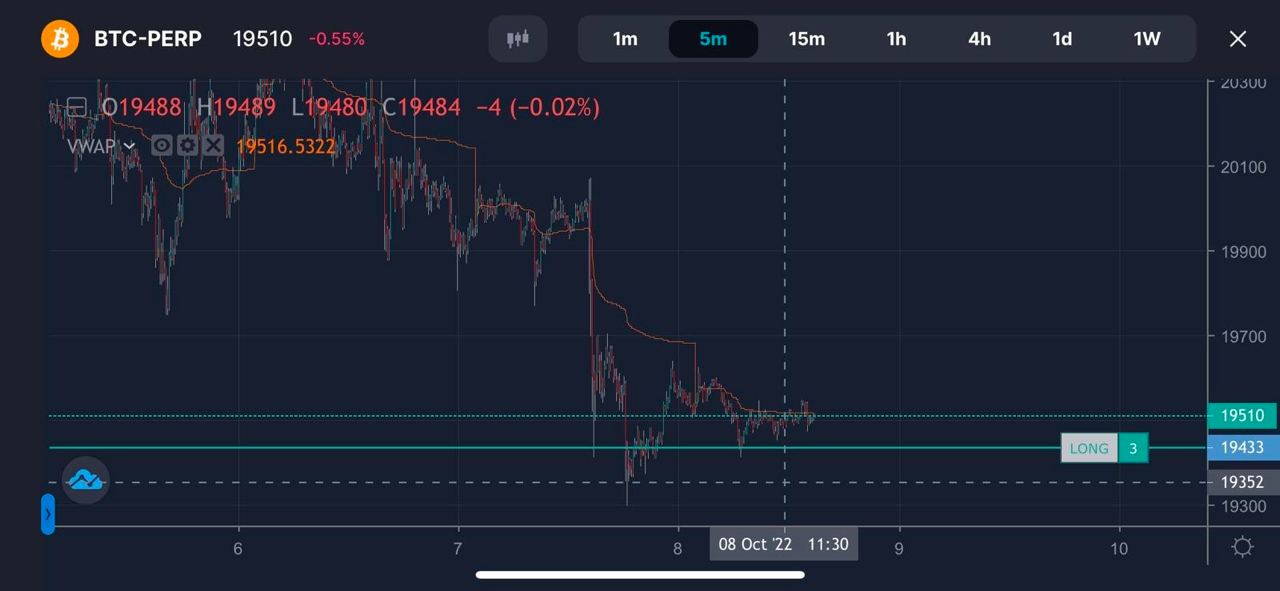 BTC-PERP 19510 -0.55% 1m 5m 15m 1h 4h 1d 1W
20300
O19488 H19489 L19480 C19484 −4 (−0.02%)
VWAP 19516.5322
20100
19900
19700
19510
LONG 3 19433
19352
19300
6 7 8 08 Oct '22 11:30 9 10